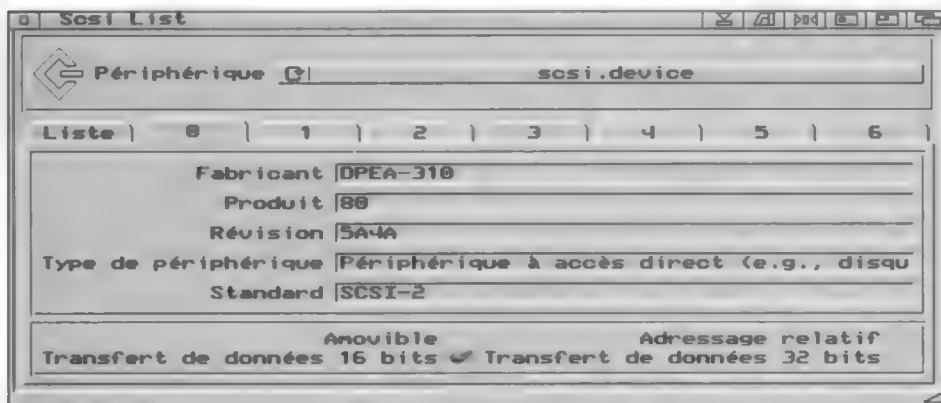 Scsi List
Périphérique scsi.device
Liste 0 1 2 3 4 5 6
Fabricant DPEA-310
Produit 80
Révision 5A4A
Type de périphérique Périphérique à accès direct (e.g., disqu
Standard SCSI-2
Amovible Adressage relatif
Transfert de données 16 bits ✔ Transfert de données 32 bits